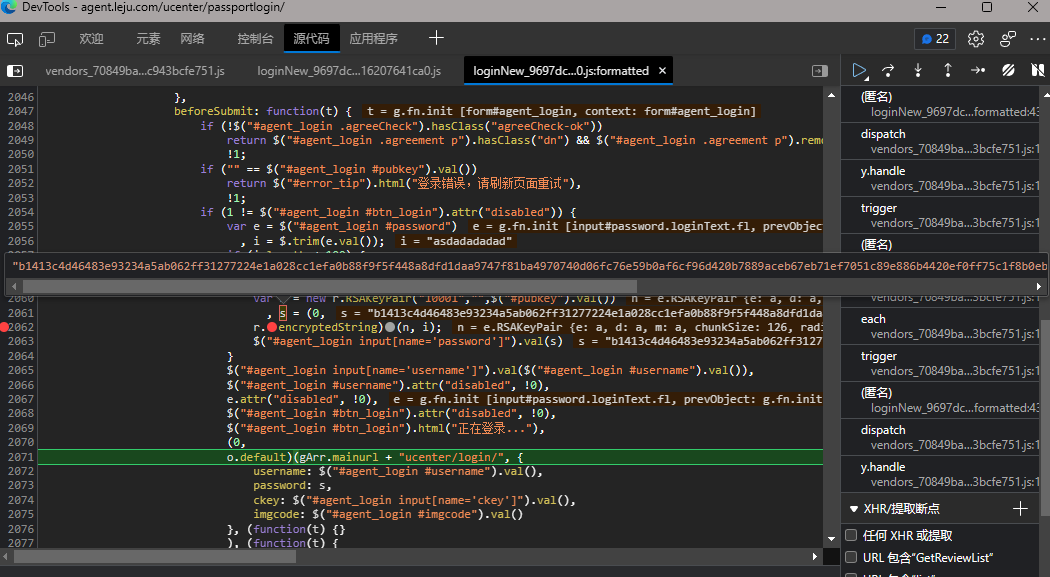 DevTools - agent.leju.com/ucenter/passportlogin/
欢迎 元素 网络 控制台 源代码 应用程序 22
vendors_70849ba...c943bcfe751.js loginNew_9697dc...16207641ca0.js loginNew_9697dc...0.js:formatted
2046 },
2047 beforeSubmit: function(t) { t = g.fn.init [form#agent_login, context: form#agent_login]
2048 if (!$("#agent_login .agreeCheck").hasClass("agreeCheck-ok"))
2049 return $("#agent_login .agreement p").hasClass("dn") && $("#agent_login .agreement p").remo
2050 !1;
2051 if ("" == $("#agent_login #pubkey").val())
2052 return $("#error_tip").html("登录错误，请刷新页面重试"),
2053 !1;
2054 if (1 != $("#agent_login #btn_login").attr("disabled")) {
2055 var e = $("#agent_login #password") e = g.fn.init [input#password.loginText.fl, prevObject
2056 , i = $.trim(e.val()); i = "asdadadadad"
"b1413c4d46483e93234a5ab062ff31277224e1a028cc1efa0b88f9f5f448a8dfd1daa9747f81ba4970740d06fc76e59b0af6cf96d420b7889aceb67eb71ef7051c89e886b4420ef0ff75c1f8b0eb
2060 var = new r.RSAKeyPair("10001","",$("#pubkey").val()) n = e.RSAKeyPair {e: a, d: a,
2061 , s = (0, s = "b1413c4d46483e93234a5ab062ff31277224e1a028cc1efa0b88f9f5f448a8dfd1da
2062 r.encryptedString)(n, i); n = e.RSAKeyPair {e: a, d: a, m: a, chunkSize: 126, radi
2063 $("#agent_login input[name='password']").val(s) s = "b1413c4d46483e93234a5ab062ff3127
2064 }
2065 $("#agent_login input[name='username']").val($("#agent_login #username").val()),
2066 $("#agent_login #username").attr("disabled", !0),
2067 e.attr("disabled", !0), e = g.fn.init [input#password.loginText.fl, prevObject: g.fn.init
2068 $("#agent_login #btn_login").attr("disabled", !0),
2069 $("#agent_login #btn_login").html("正在登录..."),
2070 (0,
2071 o.default)(gArr.mainurl + "ucenter/login/", {
2072 username: $("#agent_login #username").val(),
2073 password: s,
2074 ckey: $("#agent_login input[name='ckey']").val(),
2075 imgcode: $("#agent_login #imgcode").val()
2076 }, (function(t) {}
2077 ), (function(t) {
(匿名)
loginNew_9697dc...formatted:43
dispatch
vendors_70849ba...3bcfe751.js:1
y.handle
vendors_70849ba...3bcfe751.js:1
trigger
vendors_70849ba...3bcfe751.js:1
(匿名)
vendors_70849ba...3bcfe751.js:1
each
vendors_70849ba...3bcfe751.js:1
trigger
vendors_70849ba...3bcfe751.js:1
(匿名)
loginNew_9697dc...formatted:43
dispatch
vendors_70849ba...3bcfe751.js:1
y.handle
vendors_70849ba...3bcfe751.js:1
XHR/提取断点
任何 XHR 或提取
URL 包含"GetReviewList"